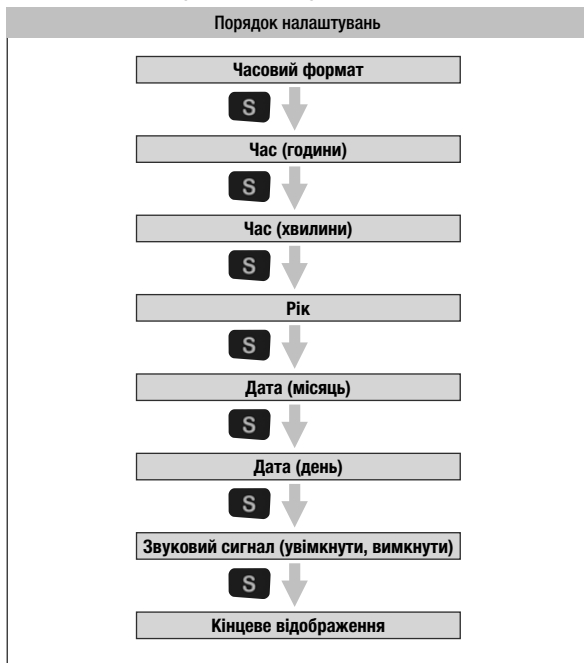 Порядок налаштувань
Часовий формат
S
Час (години)
S
Час (хвилини)
S
Рік
S
Дата (місяць)
S
Дата (день)
S
Звуковий сигнал (увімкнути, вимкнути)
S
Кінцеве відображення